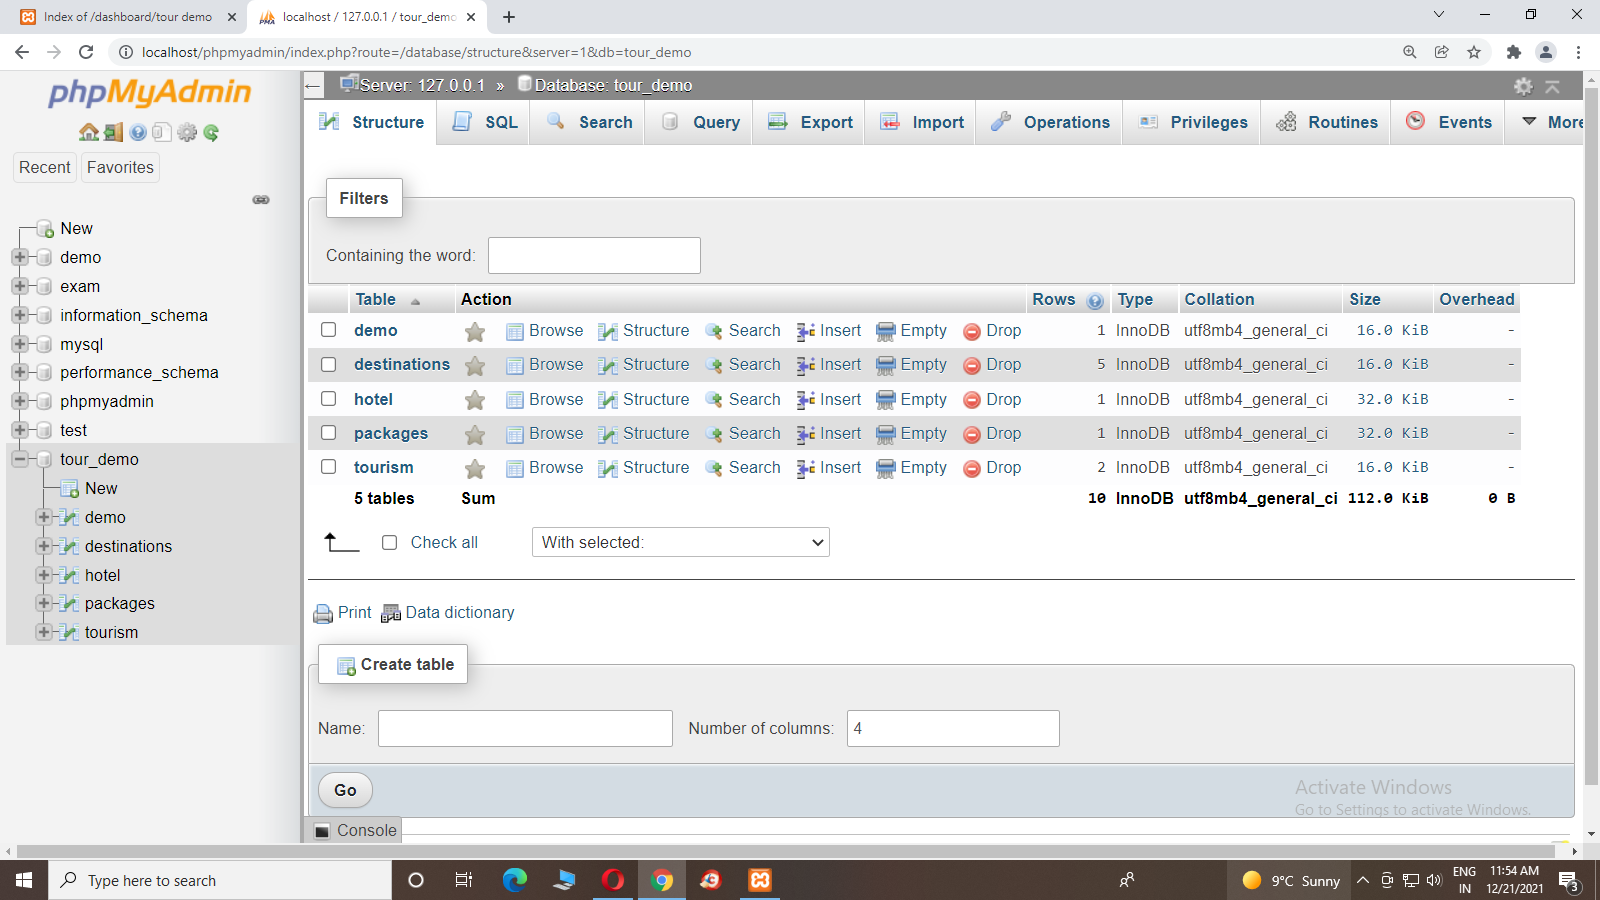 Index of /dashboard/tour demo
localhost / 127.0.0.1 / tour_demo
localhost/phpmyadmin/index.php?route=/database/structure&server=1&db=tour_demo
phpMyAdmin
Recent Favorites
New
demo
exam
information_schema
mysql
performance_schema
phpmyadmin
test
tour_demo
New
demo
destinations
hotel
packages
tourism
Server: 127.0.0.1 » Database: tour_demo
Structure SQL Search Query Export Import Operations Privileges Routines Events More
Filters
Containing the word:
Table Action Rows Type Collation Size Overhead
demo Browse Structure Search Insert Empty Drop 1 InnoDB utf8mb4_general_ci 16.0 KiB -
destinations Browse Structure Search Insert Empty Drop 5 InnoDB utf8mb4_general_ci 16.0 KiB -
hotel Browse Structure Search Insert Empty Drop 1 InnoDB utf8mb4_general_ci 32.0 KiB -
packages Browse Structure Search Insert Empty Drop 1 InnoDB utf8mb4_general_ci 32.0 KiB -
tourism Browse Structure Search Insert Empty Drop 2 InnoDB utf8mb4_general_ci 16.0 KiB -
5 tables Sum 10 InnoDB utf8mb4_general_ci 112.0 KiB 0 B
Check all With selected:
Print Data dictionary
Create table
Name: Number of columns: 4
Go
Console
Activate Windows
Go to Settings to activate Windows.
Type here to search
9°C Sunny
ENG
IN
11:54 AM
12/21/2021
3